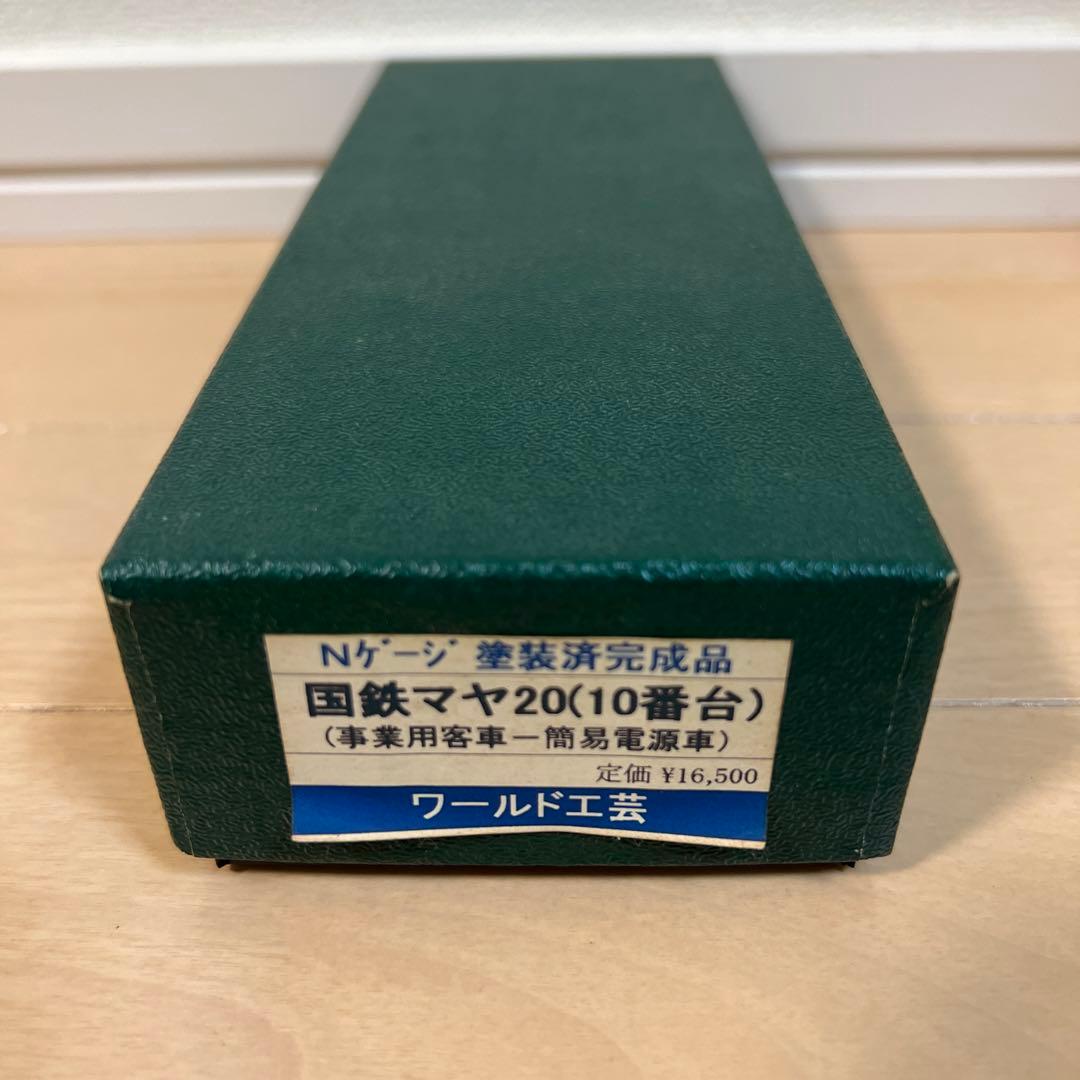 Nｹﾞｰｼﾞ 塗装済完成品
国鉄マヤ20(10番台)
(事業用客車－簡易電源車)
定価 ¥16,500
ワールド工芸